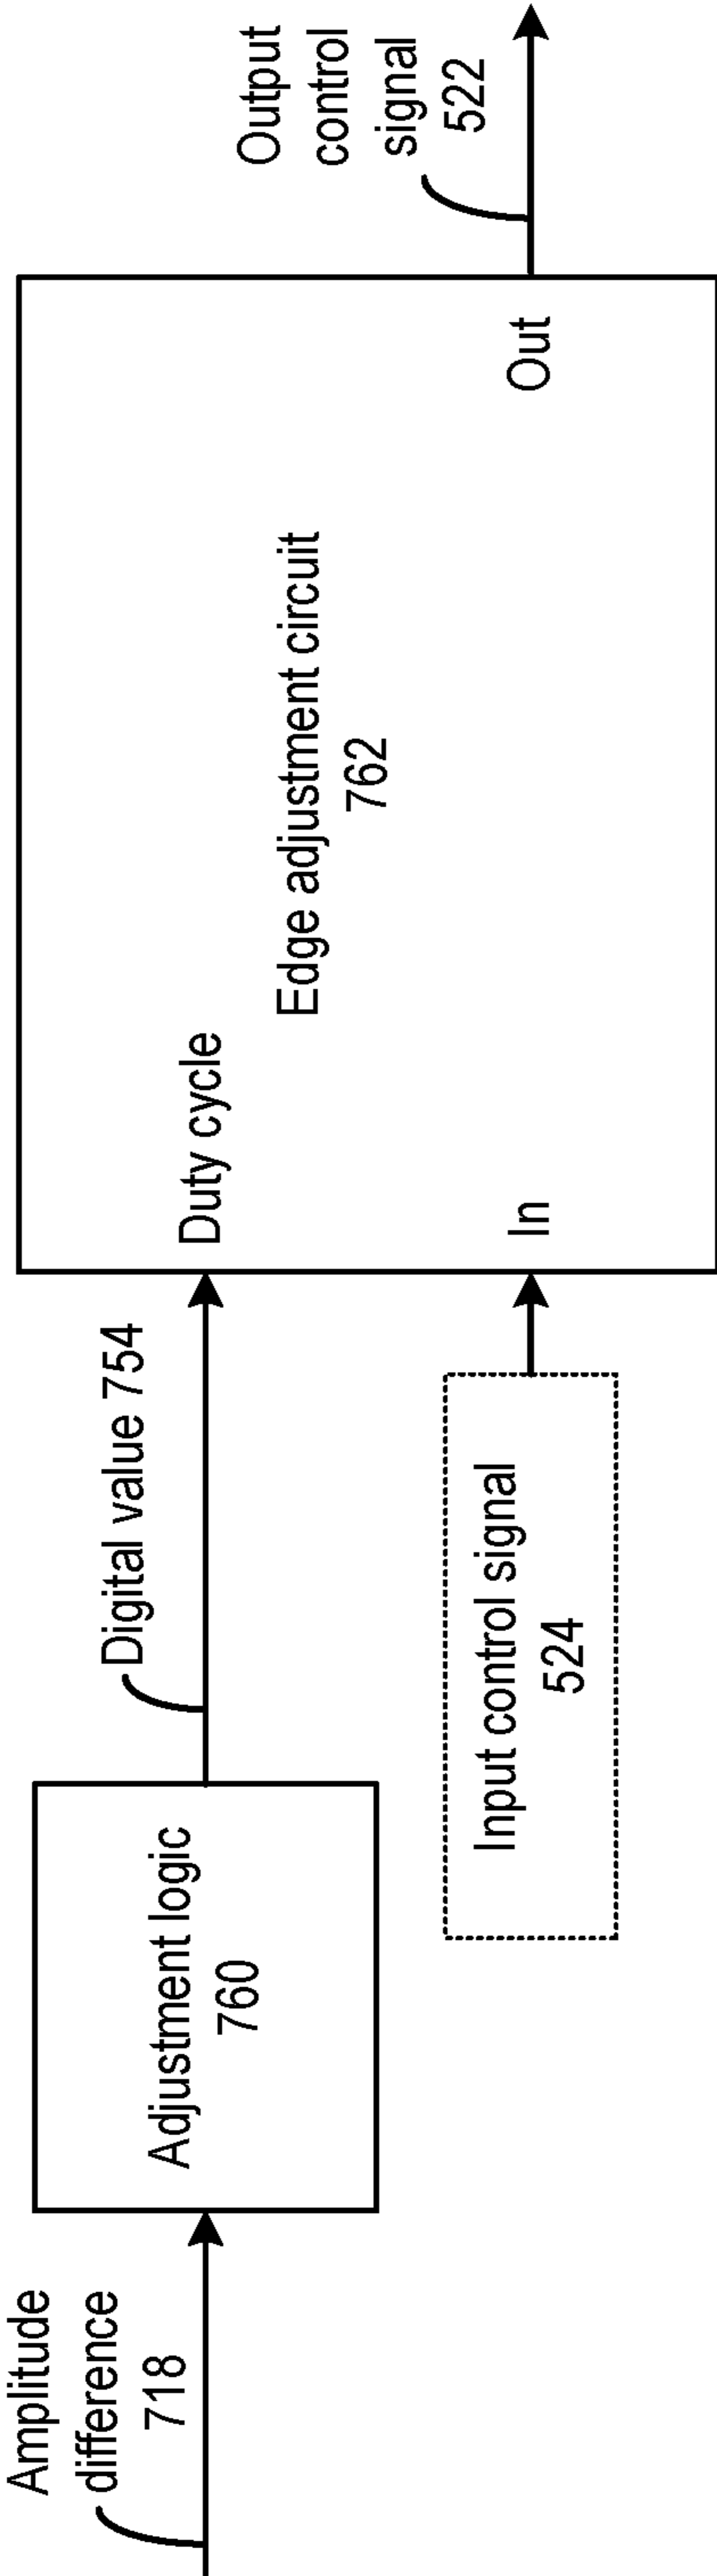 Amplitude
difference
718
Adjustment logic
760
Digital value 754
Input control signal
524
Duty cycle
In
Edge adjustment circuit
762
Out
Output
control
signal
522